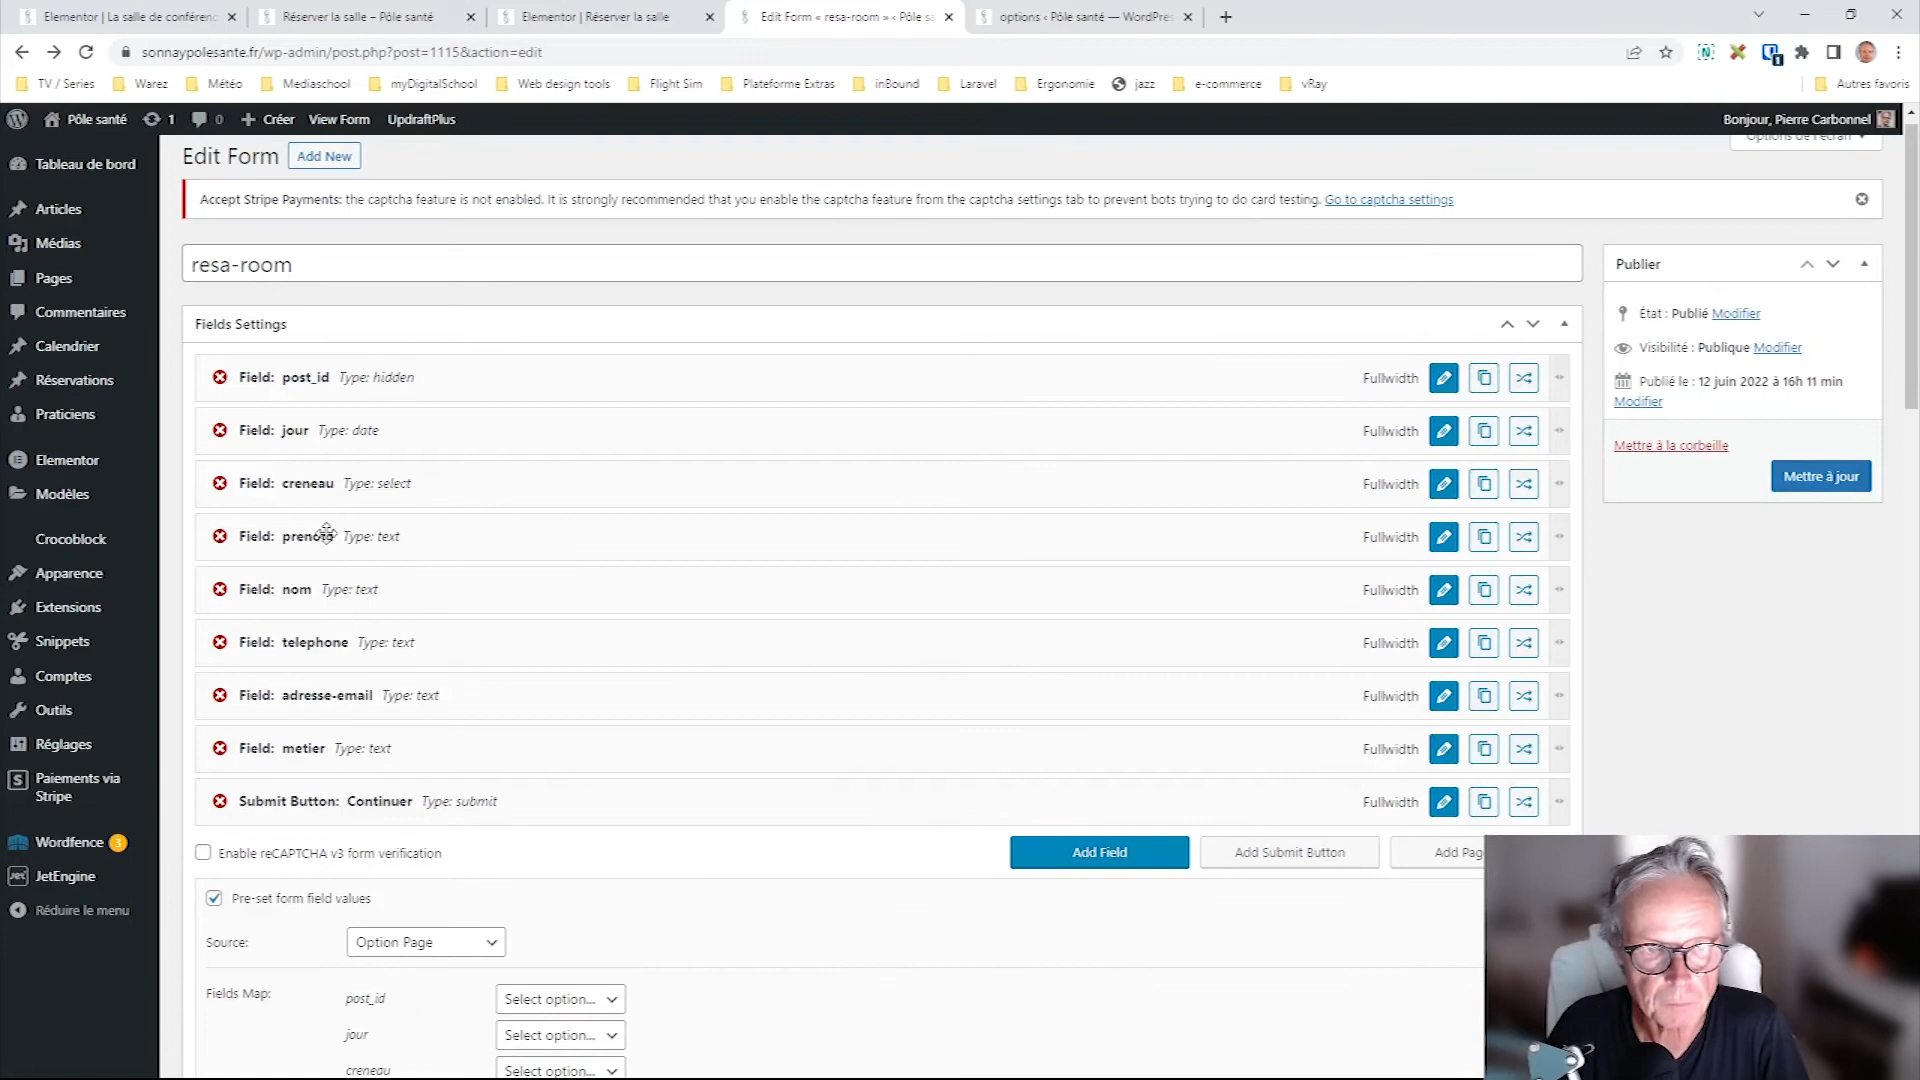 Elementor | La salle de conféren
Réserver la salle – Pôle santé
Elementor | Réserver la salle
Edit Form « resa-room » ‹ Pôle sa
options ‹ Pôle santé — WordPres
sonnaypolesante.fr/wp-admin/post.php?post=1115&action=edit
TV / Series
Warez
Météo
Mediaschool
myDigitalSchool
Web design tools
Flight Sim
Plateforme Extras
inBound
Laravel
Ergonomie
jazz
e-commerce
vRay
Autres favoris
Pôle santé
1
0
Créer
View Form
UpdraftPlus
Bonjour, Pierre Carbonnel
Tableau de bord
Articles
Médias
Pages
Commentaires
Calendrier
Réservations
Praticiens
Elementor
Modèles
Crocoblock
Apparence
Extensions
Snippets
Comptes
Outils
Réglages
Paiements via
Stripe
Wordfence 3
JetEngine
Réduire le menu
Options de l'écran
Edit Form
Add New
Accept Stripe Payments: the captcha feature is not enabled. It is strongly recommended that you enable the captcha feature from the captcha settings tab to prevent bots trying to do card testing. Go to captcha settings
resa-room
Fields Settings
Field: post_id Type: hidden Fullwidth
Field: jour Type: date Fullwidth
Field: creneau Type: select Fullwidth
Field: prenom Type: text Fullwidth
Field: nom Type: text Fullwidth
Field: telephone Type: text Fullwidth
Field: adresse-email Type: text Fullwidth
Field: metier Type: text Fullwidth
Submit Button: Continuer Type: submit Fullwidth
Enable reCAPTCHA v3 form verification
Add Field
Add Submit Button
Add Pag
Pre-set form field values
Source:
Option Page
Fields Map:
post_id
Select option...
jour
Select option...
creneau
Select option...
Publier
État : Publié Modifier
Visibilité : Publique Modifier
Publié le : 12 juin 2022 à 16h 11 min
Modifier
Mettre à la corbeille
Mettre à jour